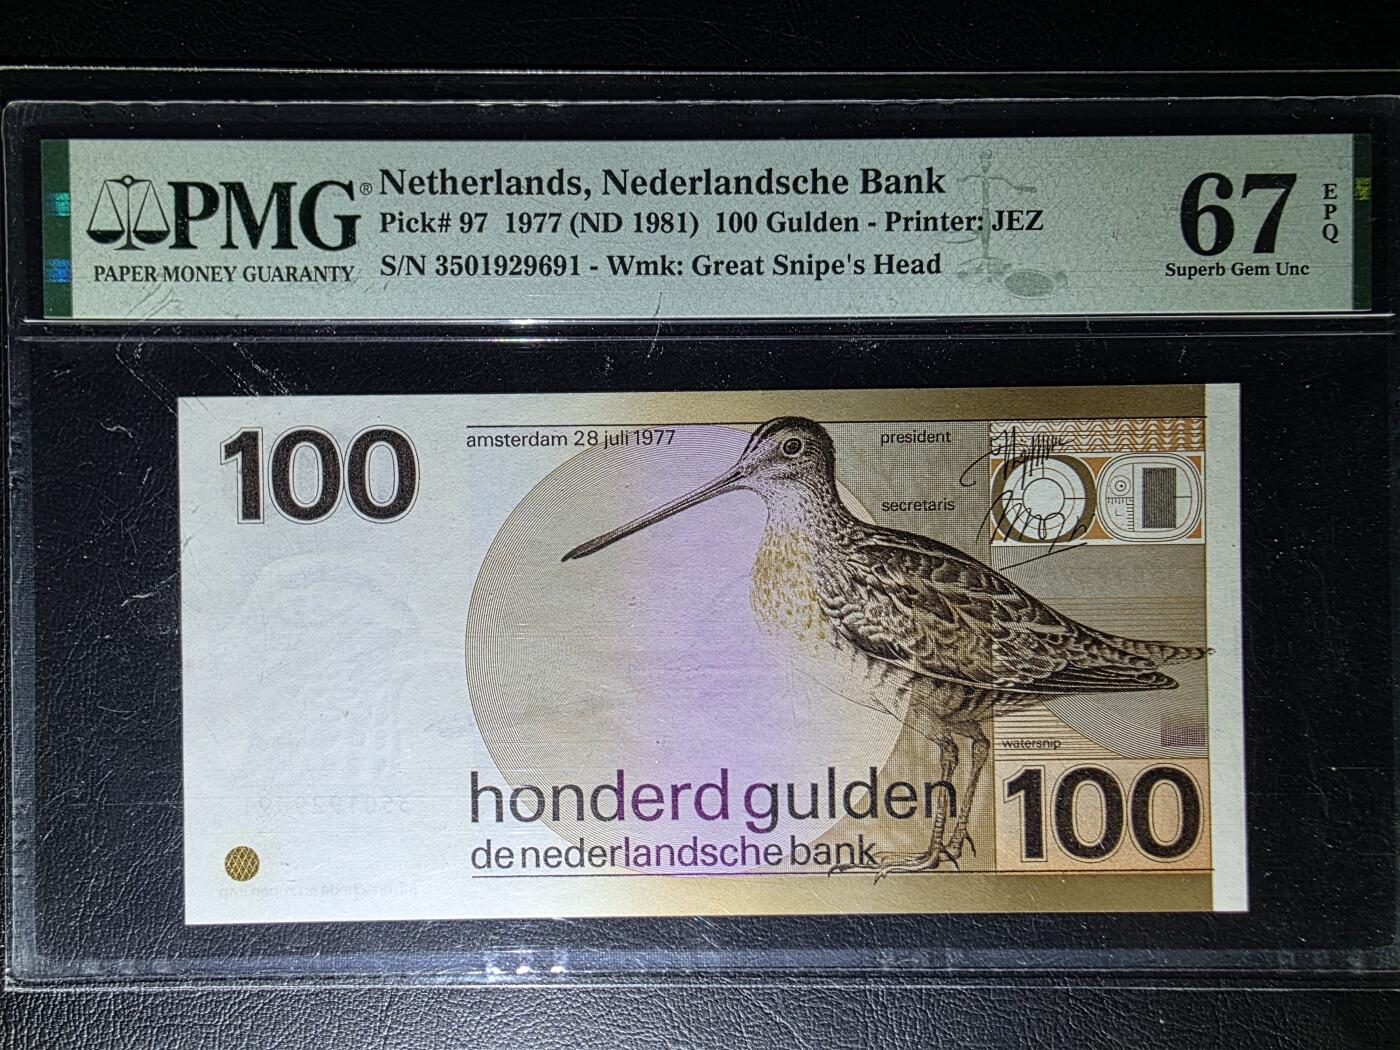 PMG®
PAPER MONEY GUARANTY
Netherlands, Nederlandsche Bank
Pick# 97 1977 (ND 1981) 100 Gulden - Printer: JEZ
S/N 3501929691 - Wmk: Great Snipe's Head
67
EPQ
Superb Gem Unc
100
amsterdam 28 juli 1977
president
secretaris
watersnip
honderd gulden
100
de nederlandsche bank